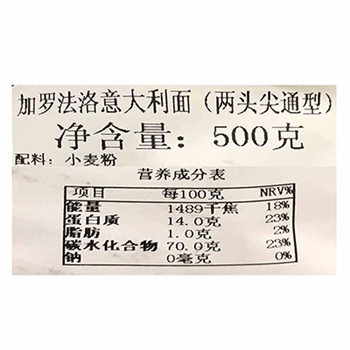 加罗法洛意大利面（两头尖通型）
净含量：500克
配料：小麦粉
营养成分表
项目 每100克 NRV%
能量 1489千焦 18%
蛋白质 14.0克 23%
脂肪 1.0克 2%
碳水化合物 70.0克 23%
钠 0毫克 0%